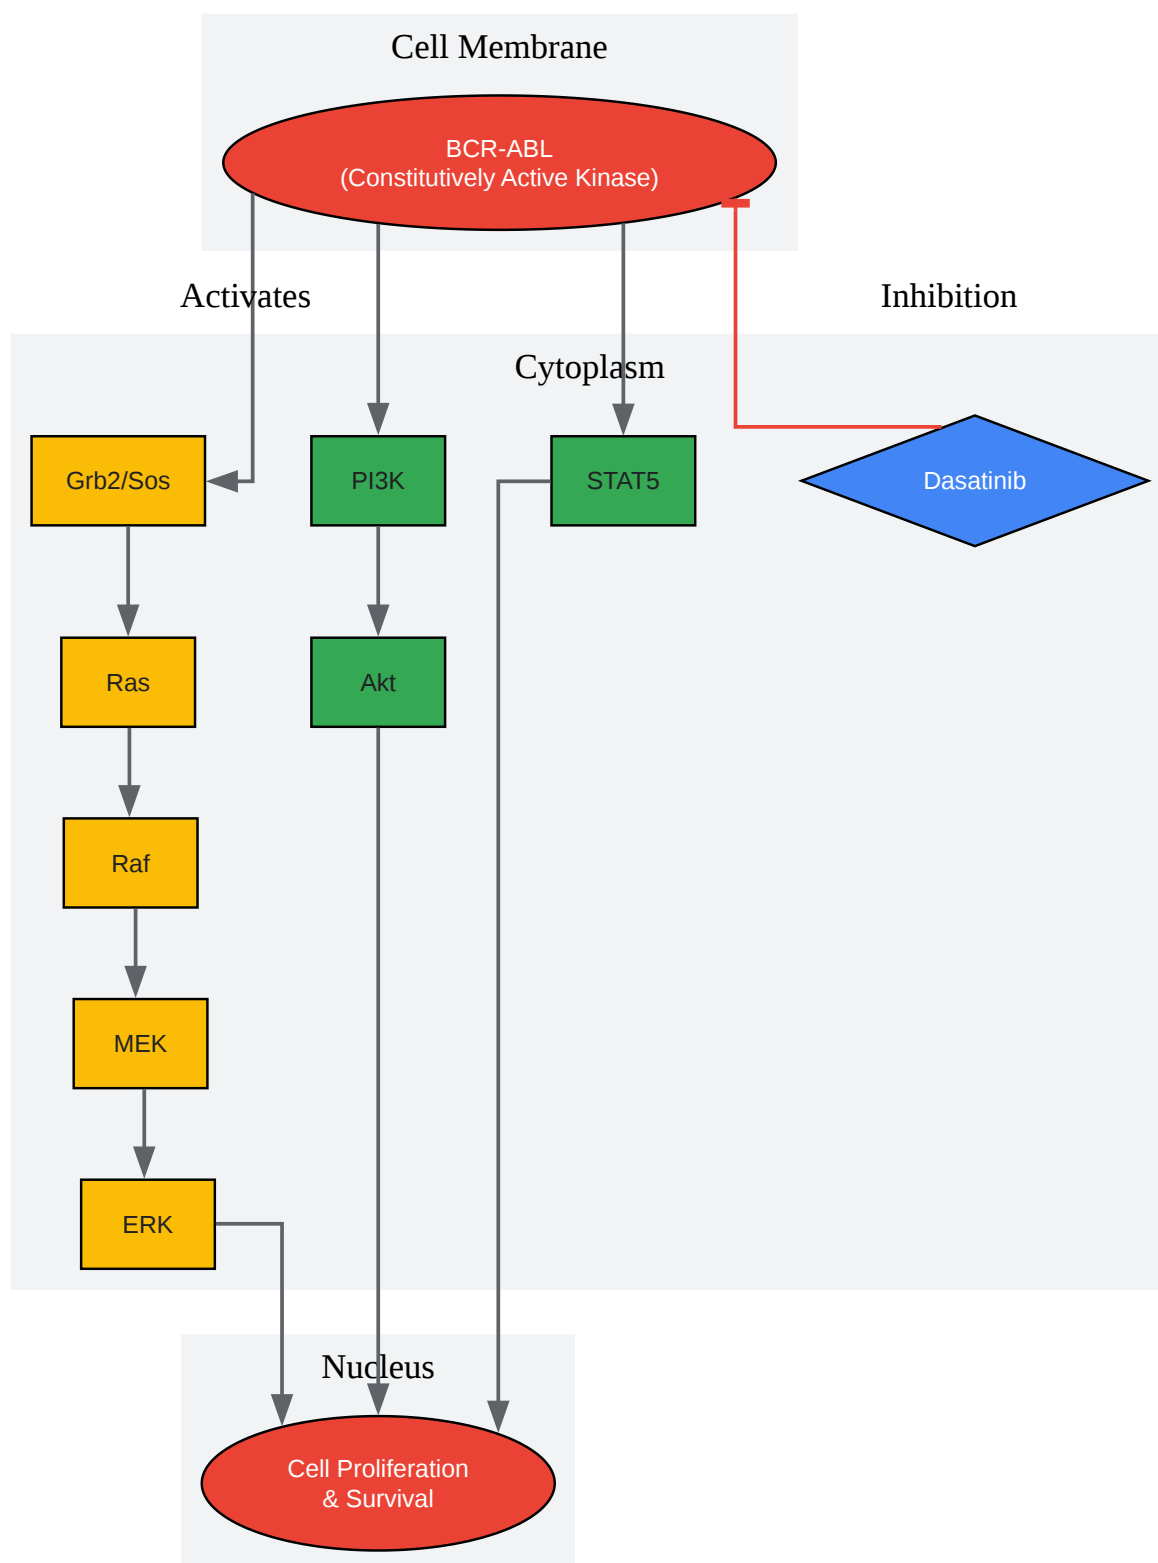 Cell Membrane
BCR-ABL
(Constitutively Active Kinase)
Activates
Inhibition
Cytoplasm
Grb2/Sos
PI3K
STAT5
Dasatinib
Ras
Akt
Raf
MEK
ERK
Nucleus
Cell Proliferation
& Survival